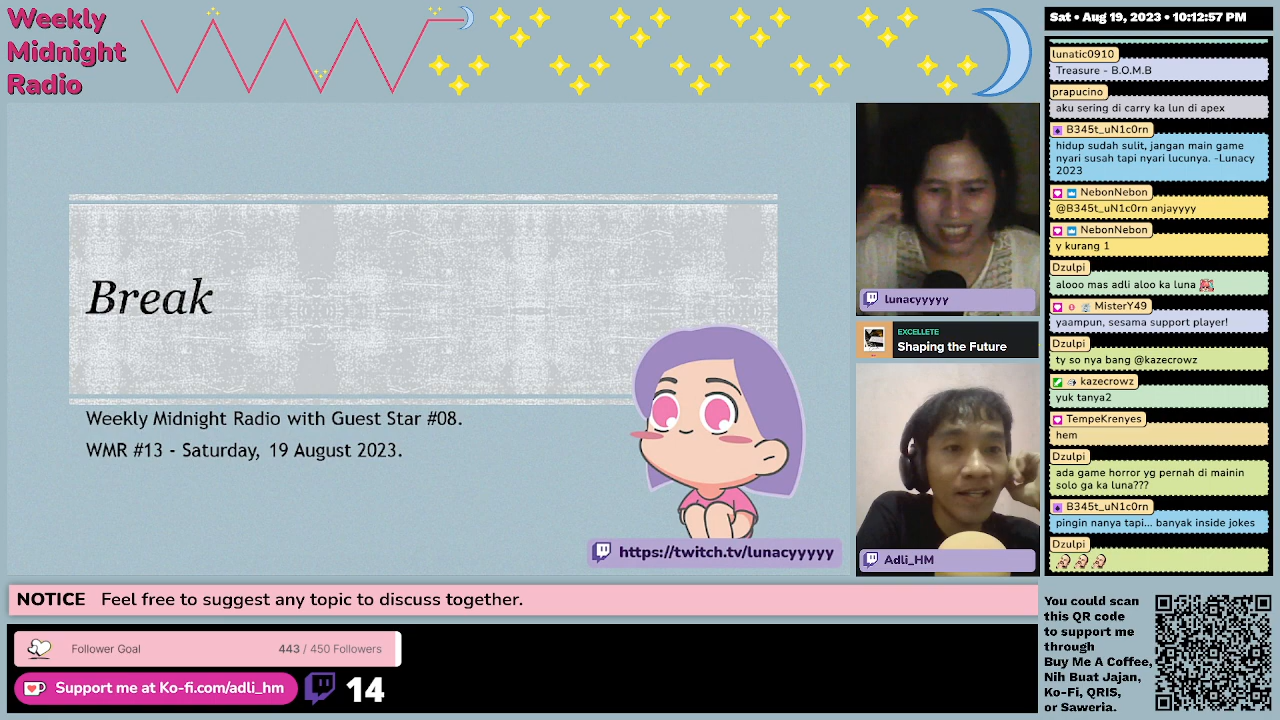 Weekly
Midnight
Radio
Sat • Aug 19, 2023 • 10:12:57 PM
Break
Weekly Midnight Radio with Guest Star #08.
WMR #13 - Saturday, 19 August 2023.
https://twitch.tv/lunacyyyyy
lunacyyyyy
EXCELLETE
Shaping the Future
Adli_HM
lunatic0910
Treasure - B.O.M.B
prapucino
aku sering di carry ka lun di apex
B345t_uN1c0rn
hidup sudah sulit, jangan main game
nyari susah tapi nyari lucunya. -Lunacy
2023
NebonNebon
@B345t_uN1c0rn anjayyyy
NebonNebon
y kurang 1
Dzulpi
alooo mas adli aloo ka luna
MisterY49
yaampun, sesama support player!
Dzulpi
ty so nya bang @kazecrowz
kazecrowz
yuk tanya2
TempeKrenyes
hem
Dzulpi
ada game horror yg pernah di mainin
solo ga ka luna???
B345t_uN1c0rn
pingin nanya tapi... banyak inside jokes
Dzulpi
NOTICE Feel free to suggest any topic to discuss together.
Follower Goal 443 / 450 Followers
Support me at Ko-fi.com/adli_hm
14
You could scan
this QR code
to support me
through
Buy Me A Coffee,
Nih Buat Jajan,
Ko-Fi, QRIS,
or Saweria.